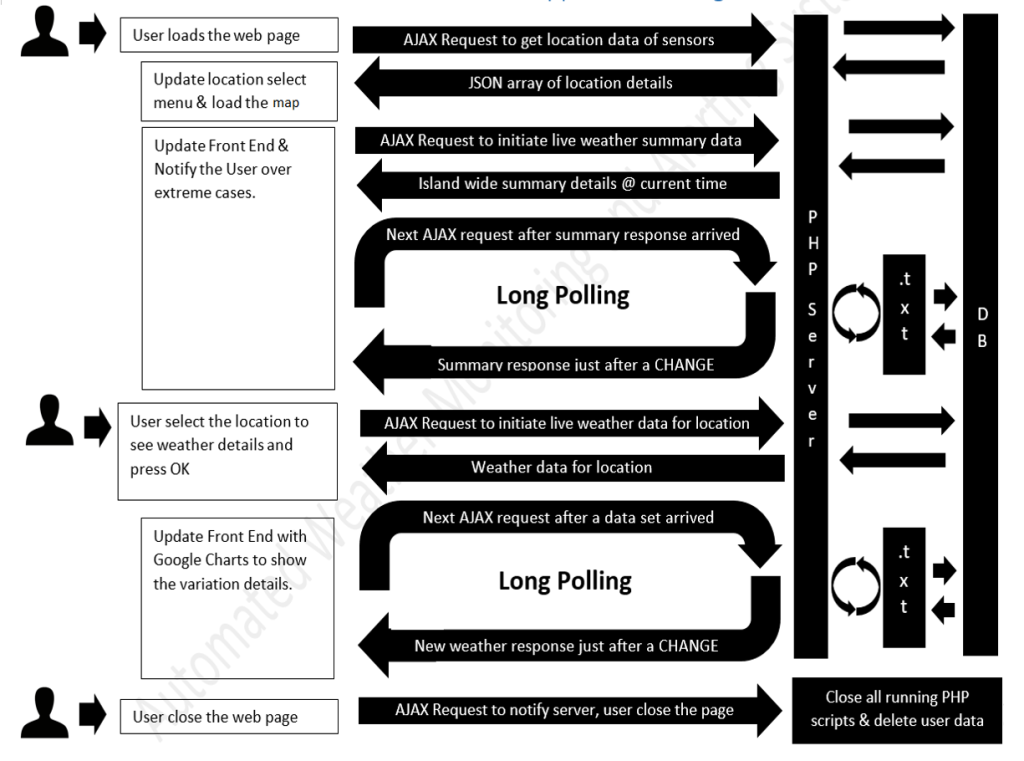 User loads the web page
AJAX Request to get location data of sensors
Update location select
menu & load the map
JSON array of location details
Update Front End &
Notify the User over
extreme cases.
AJAX Request to initiate live weather summary data
Island wide summary details @ current time
Next AJAX request after summary response arrived
Long Polling
Summary response just after a CHANGE
User select the location to
see weather details and
press OK
AJAX Request to initiate live weather data for location
Weather data for location
Update Front End with
Google Charts to show
the variation details.
Next AJAX request after a data set arrived
Long Polling
New weather response just after a CHANGE
User close the web page
AJAX Request to notify server, user close the page
PHP Server
.txt
.txt
DB
Close all running PHP
scripts & delete user data
Automated Weather Monitoring and Alerting